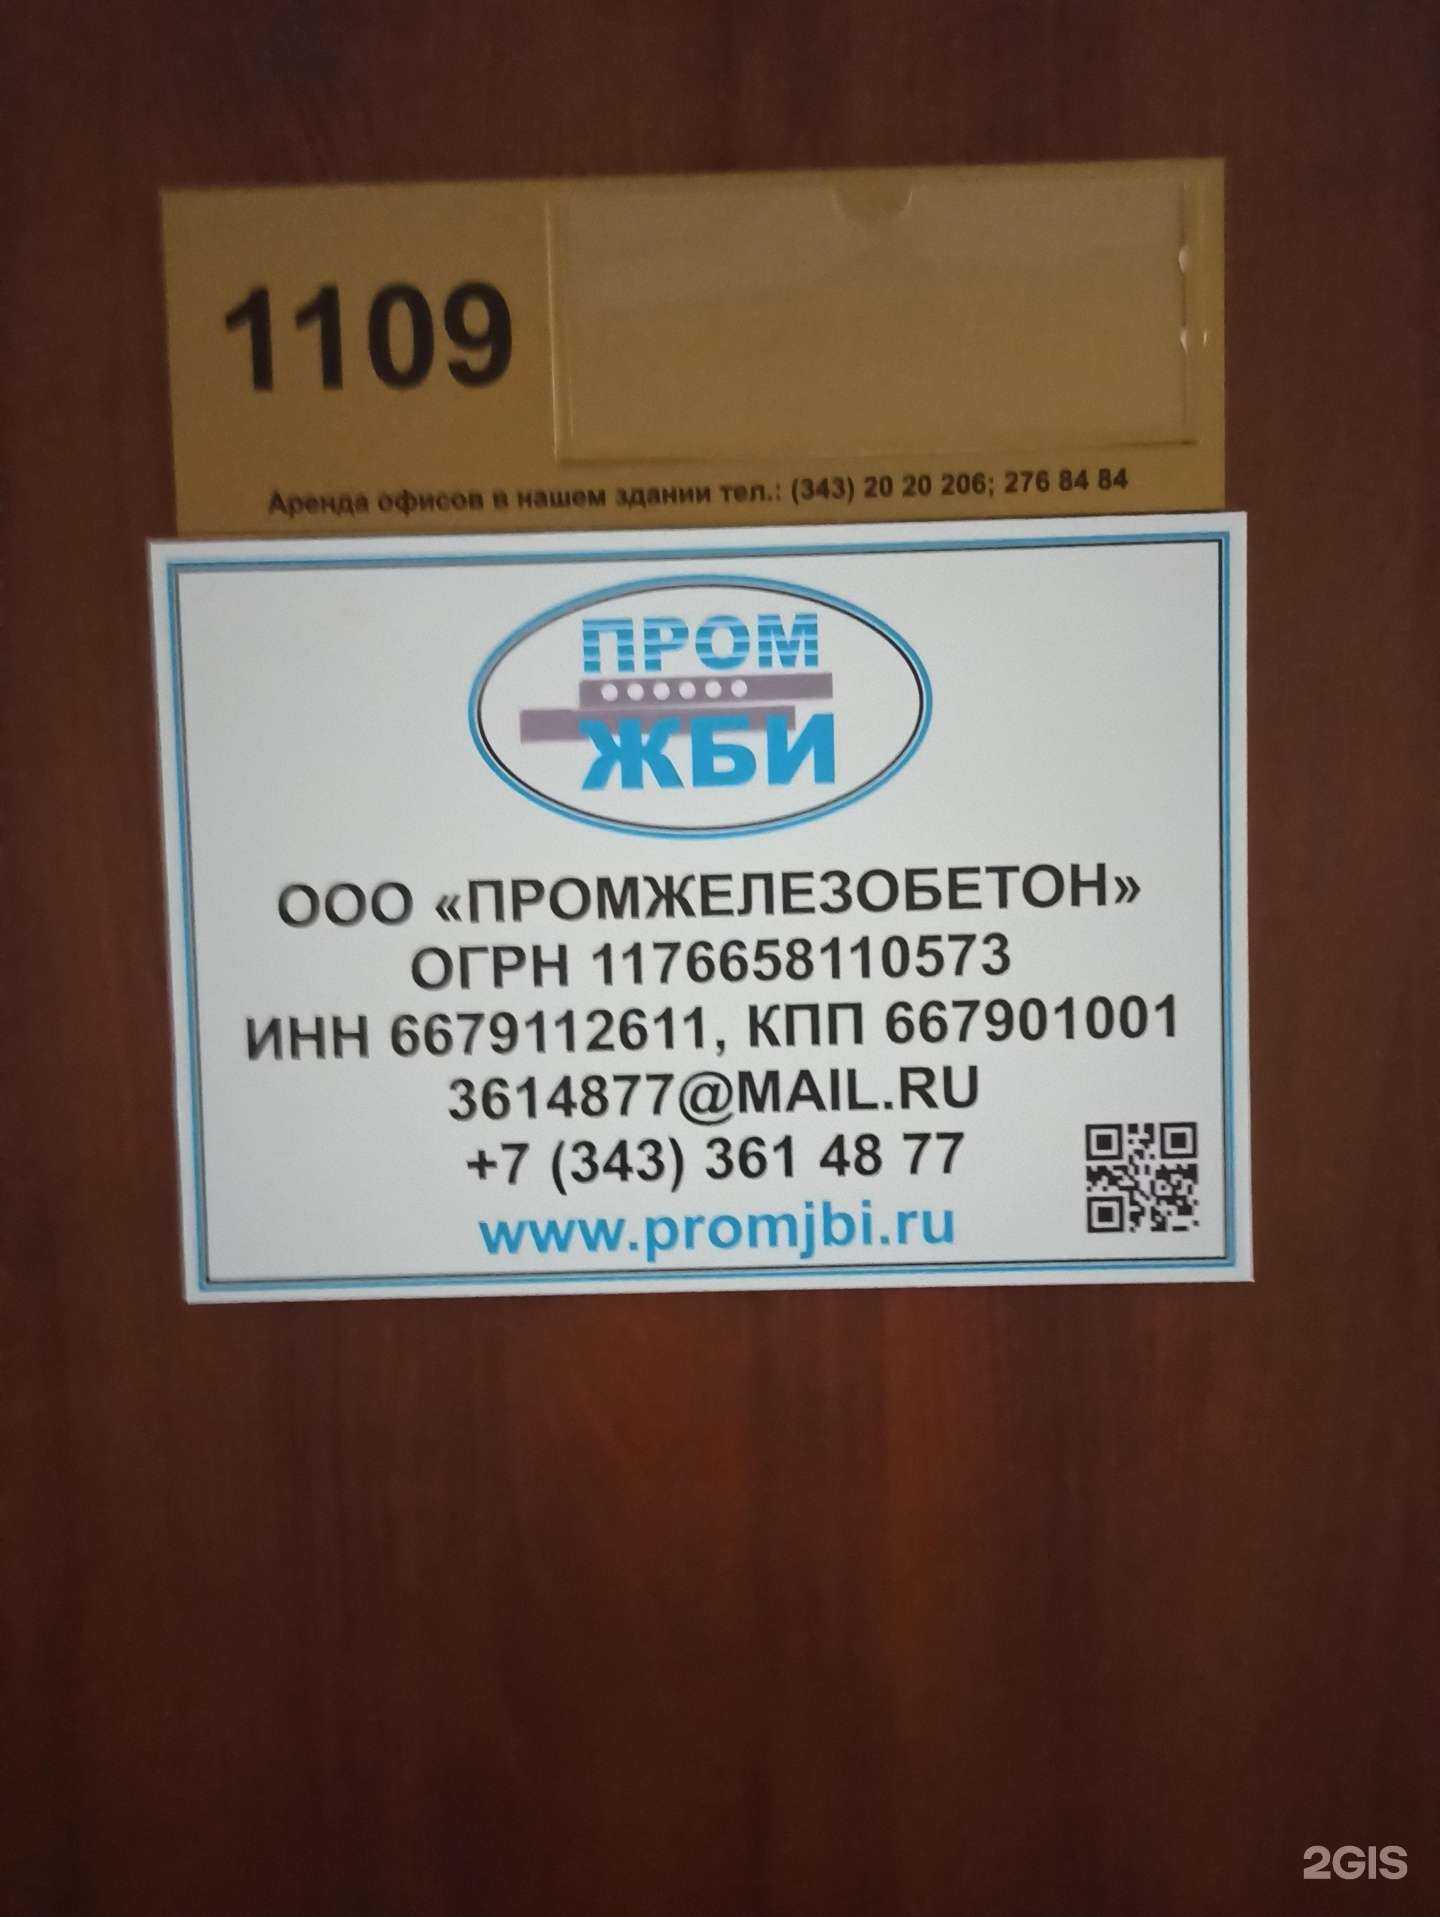 1109
Аренда офисов в нашем здании тел.: (343) 20 20 206; 276 84 84
ПРОМ
ЖБИ
ООО «ПРОМЖЕЛЕЗОБЕТОН»
ОГРН 1176658110573
ИНН 6679112611, КПП 667901001
3614877@MAIL.RU
+7 (343) 361 48 77
www.promjbi.ru
2GIS